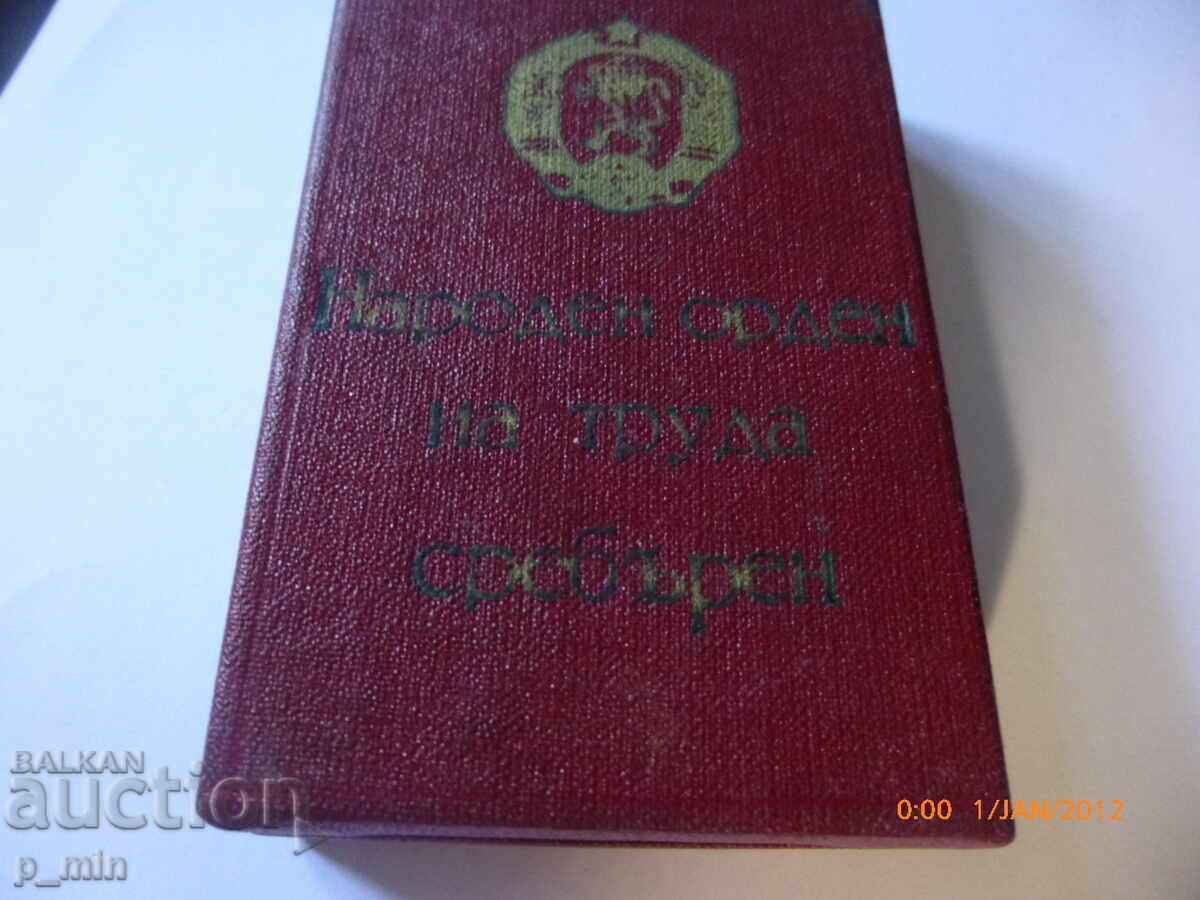 Народен орден
на труда
сребърен
BALKAN
auction
p_min
0:00 1/JAN/2012